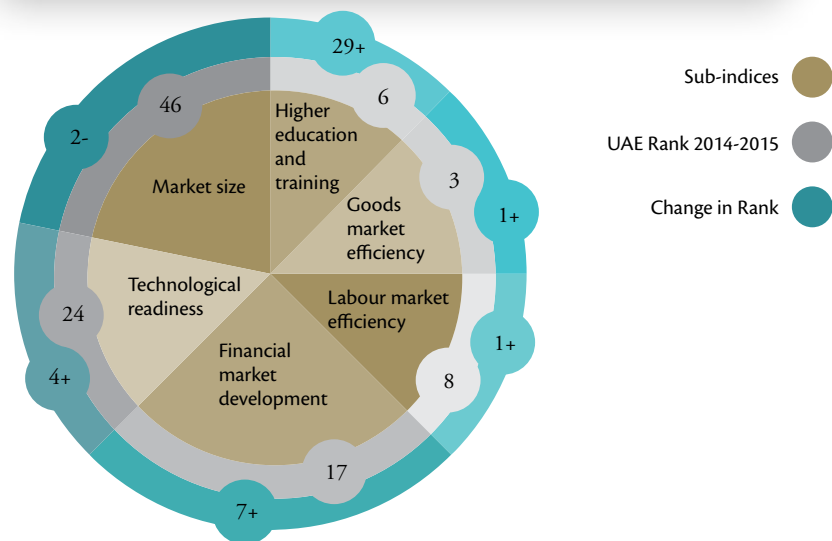 29+
6
46
2-
Higher
education
and
training
Market size
3
1+
Goods
market
efficiency
Technological
readiness
Labour market
efficiency
24
4+
1+
8
Financial
market
development
17
7+
Sub-indices
UAE Rank 2014-2015
Change in Rank